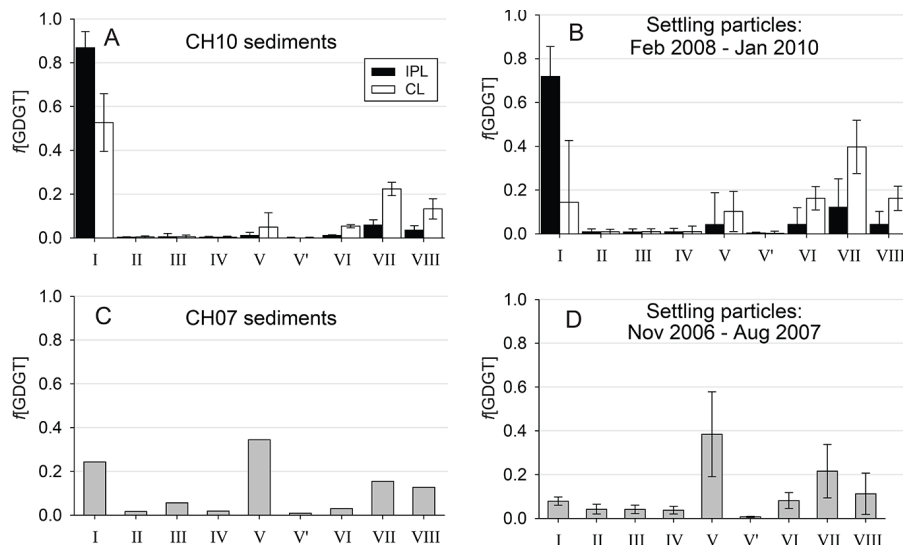 A
CH10 sediments
IPL
CL
f[GDGT]
1.0
0.8
0.6
0.4
0.2
0.0
I II III IV V V' VI VII VIII
B
Settling particles:
Feb 2008 - Jan 2010
f[GDGT]
1.0
0.8
0.6
0.4
0.2
0.0
I II III IV V V' VI VII VIII
C
CH07 sediments
f[GDGT]
1.0
0.8
0.6
0.4
0.2
0.0
I II III IV V V' VI VII VIII
D
Settling particles:
Nov 2006 - Aug 2007
f[GDGT]
1.0
0.8
0.6
0.4
0.2
0.0
I II III IV V V' VI VII VIII